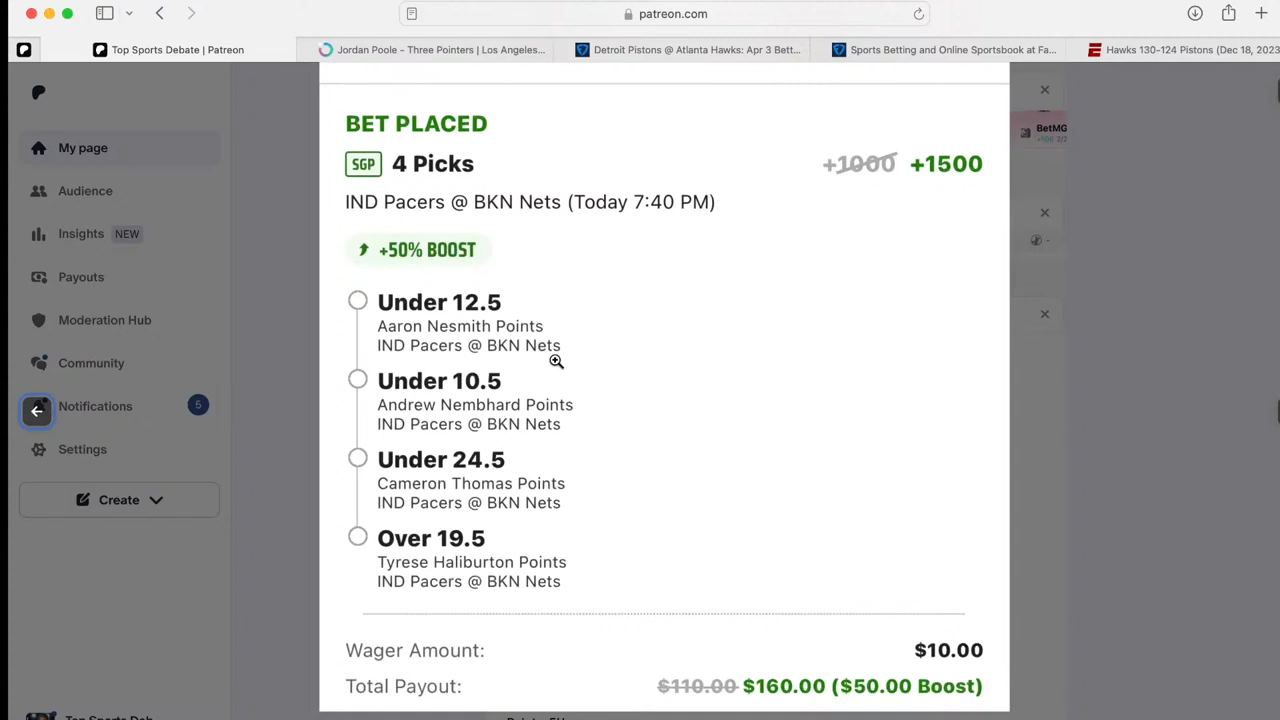 patreon.com
Top Sports Debate | Patreon
Jordan Poole – Three Pointers | Los Angeles...
Detroit Pistons @ Atlanta Hawks: Apr 3 Bett...
Sports Betting and Online Sportsbook at Fa...
Hawks 130-124 Pistons (Dec 18, 2023
My page
Audience
Insights NEW
Payouts
Moderation Hub
Community
Notifications 5
Settings
Create
BET PLACED
SGP 4 Picks +1000 +1500
IND Pacers @ BKN Nets (Today 7:40 PM)
+50% BOOST
Under 12.5
Aaron Nesmith Points
IND Pacers @ BKN Nets
Under 10.5
Andrew Nembhard Points
IND Pacers @ BKN Nets
Under 24.5
Cameron Thomas Points
IND Pacers @ BKN Nets
Over 19.5
Tyrese Haliburton Points
IND Pacers @ BKN Nets
Wager Amount: $10.00
Total Payout: $110.00 $160.00 ($50.00 Boost)
BetMG
Top Sports Deb